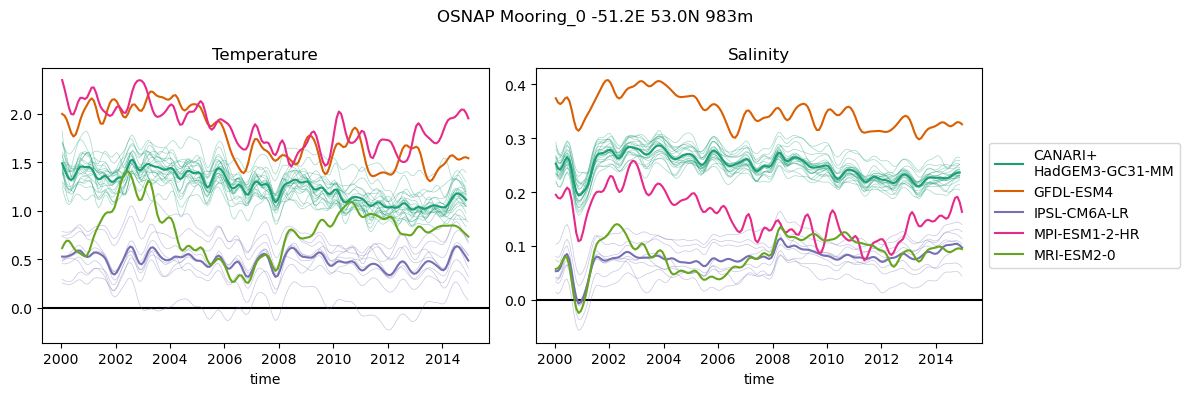 OSNAP Mooring_0 -51.2E 53.0N 983m
Temperature
Salinity
2.0
1.5
1.0
0.5
0.0
2000 2002 2004 2006 2008 2010 2012 2014
time
0.4
0.3
0.2
0.1
0.0
2000 2002 2004 2006 2008 2010 2012 2014
time
CANARI+
HadGEM3-GC31-MM
GFDL-ESM4
IPSL-CM6A-LR
MPI-ESM1-2-HR
MRI-ESM2-0